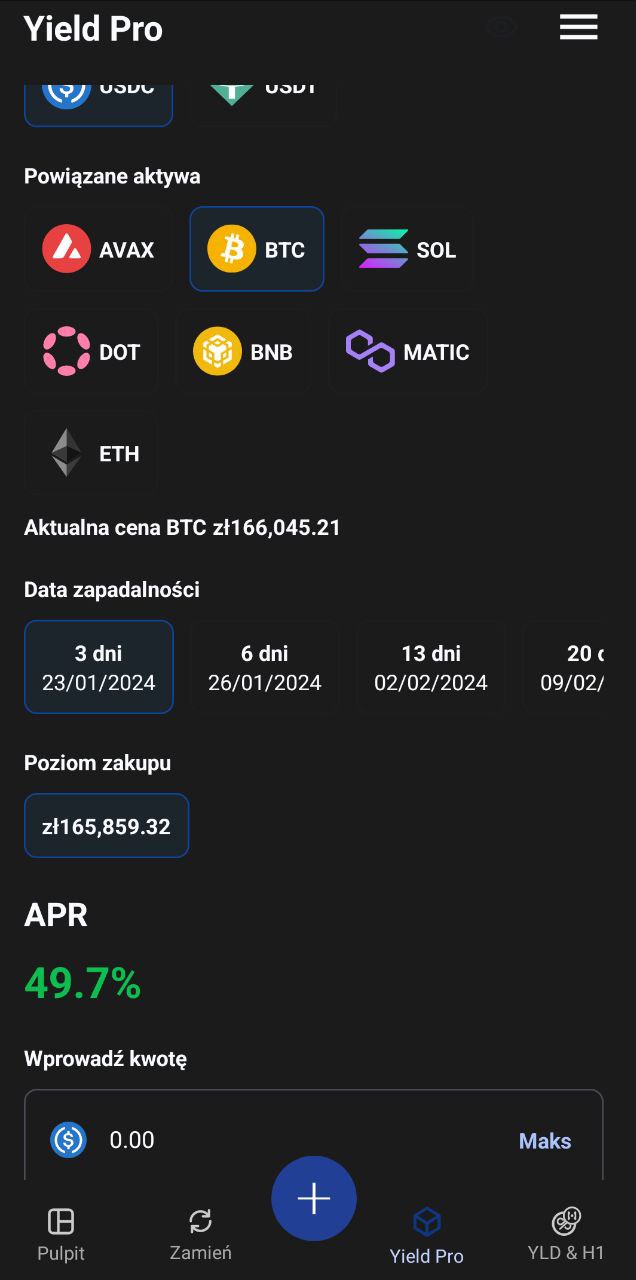 Yield Pro
USDC
USDT
Powiązane aktywa
AVAX
BTC
SOL
DOT
BNB
MATIC
ETH
Aktualna cena BTC zł166,045.21
Data zapadalności
3 dni
23/01/2024
6 dni
26/01/2024
13 dni
02/02/2024
20 d
09/02/
Poziom zakupu
zł165,859.32
APR
49.7%
Wprowadź kwotę
0.00
Maks
Pulpit
Zamień
Yield Pro
YLD & H1